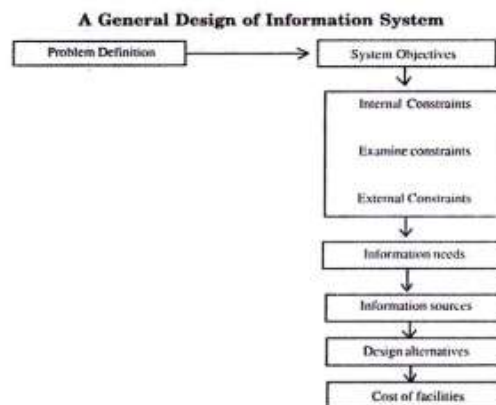 A General Design of Information System
Problem Definition
System Objectives
Internal Constraints
Examine constraints
External Constraints
Information needs
Information sources
Design alternatives
Cost of facilities